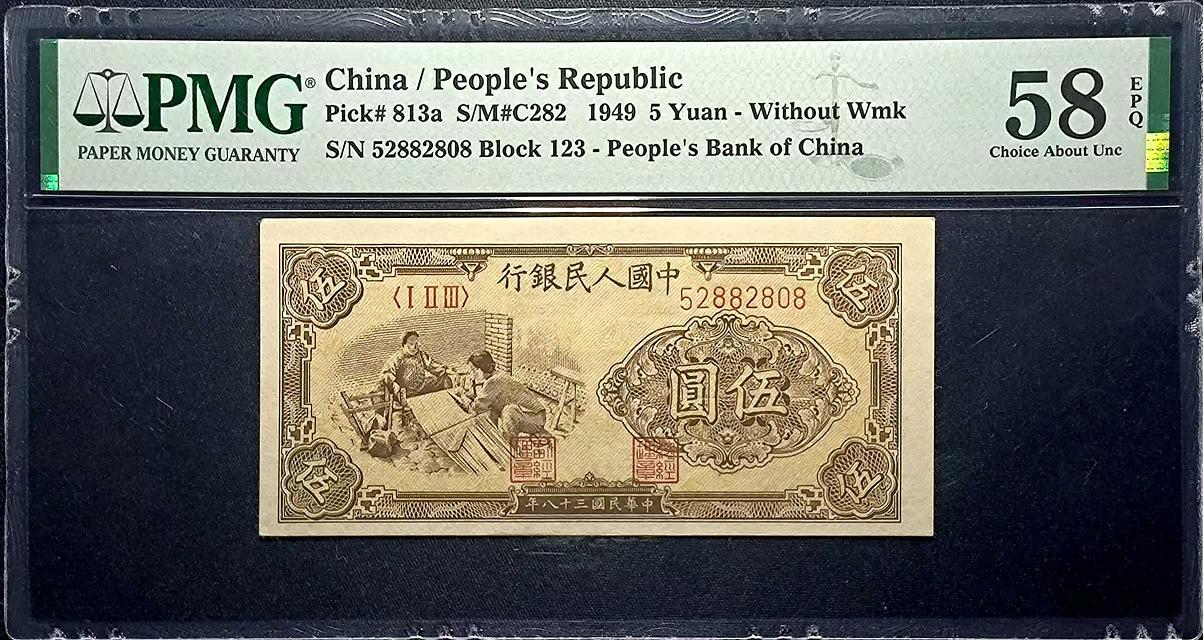 PMG®
PAPER MONEY GUARANTY
China / People's Republic
Pick# 813a S/M#C282 1949 5 Yuan - Without Wmk
S/N 52882808 Block 123 - People's Bank of China
58
EPQ
Choice About Unc
行銀民人國中
〈I II III〉
52882808
伍
伍
圓伍
伍
伍
年八十三國民華中